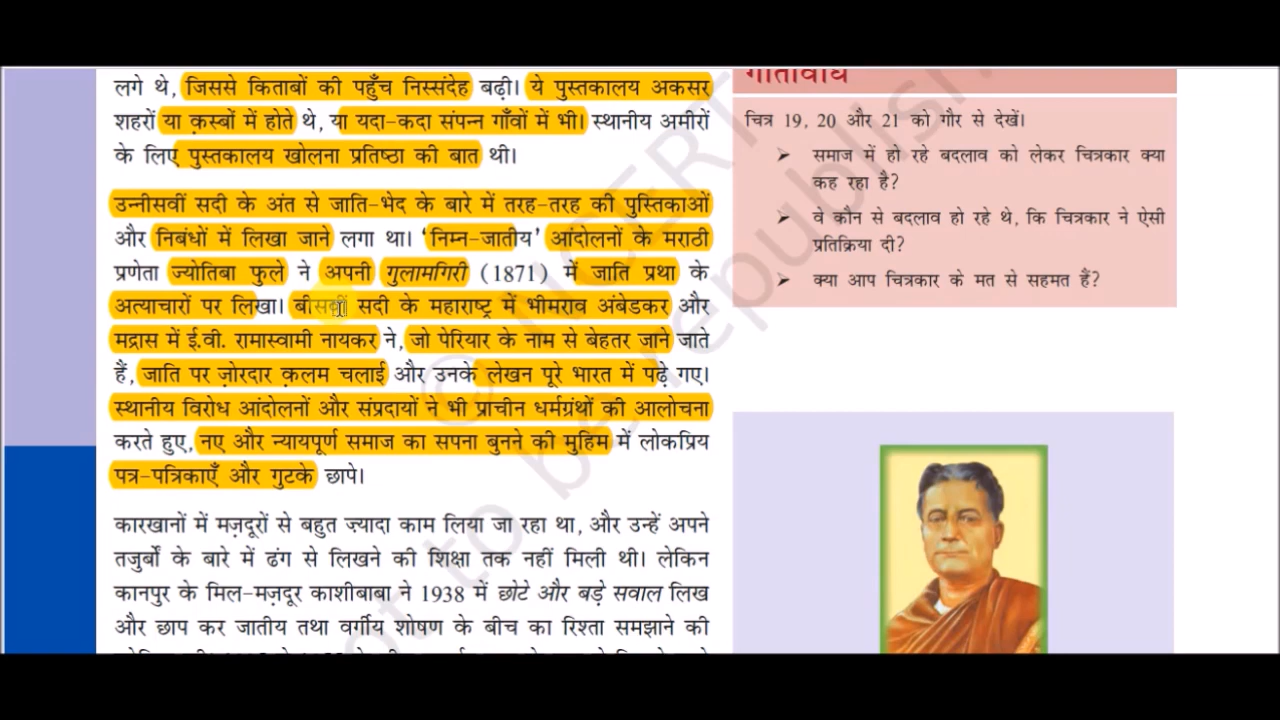 लगे थे, जिससे किताबों की पहुँच निस्संदेह बढ़ी। ये पुस्तकालय अकसर
शहरों या क़स्बों में होते थे, या यदा-कदा संपन्न गाँवों में भी। स्थानीय अमीरों
के लिए पुस्तकालय खोलना प्रतिष्ठा की बात थी।
उन्नीसवीं सदी के अंत से जाति-भेद के बारे में तरह-तरह की पुस्तिकाओं
और निबंधों में लिखा जाने लगा था। 'निम्न-जातीय' आंदोलनों के मराठी
प्रणेता ज्योतिबा फुले ने अपनी गुलामगिरी (1871) में जाति प्रथा के
अत्याचारों पर लिखा। बीसवीं सदी के महाराष्ट्र में भीमराव अंबेडकर और
मद्रास में ई.वी. रामास्वामी नायकर ने, जो पेरियार के नाम से बेहतर जाने जाते
हैं, जाति पर ज़ोरदार क़लम चलाई और उनके लेखन पूरे भारत में पढ़े गए।
स्थानीय विरोध आंदोलनों और संप्रदायों ने भी प्राचीन धर्मग्रंथों की आलोचना
करते हुए, नए और न्यायपूर्ण समाज का सपना बुनने की मुहिम में लोकप्रिय
पत्र-पत्रिकाएँ और गुटके छापे।
कारखानों में मज़दूरों से बहुत ज़्यादा काम लिया जा रहा था, और उन्हें अपने
तजुर्बों के बारे में ढंग से लिखने की शिक्षा तक नहीं मिली थी। लेकिन
कानपुर के मिल-मज़दूर काशीबाबा ने 1938 में छोटे और बड़े सवाल लिख
और छाप कर जातीय तथा वर्गीय शोषण के बीच का रिश्ता समझाने की
गतिविधि
चित्र 19, 20 और 21 को गौर से देखें।
➤ समाज में हो रहे बदलाव को लेकर चित्रकार क्या
कह रहा है?
➤ वे कौन से बदलाव हो रहे थे, कि चित्रकार ने ऐसी
प्रतिक्रिया दी?
➤ क्या आप चित्रकार के मत से सहमत हैं?
© NCERT
not to be republish